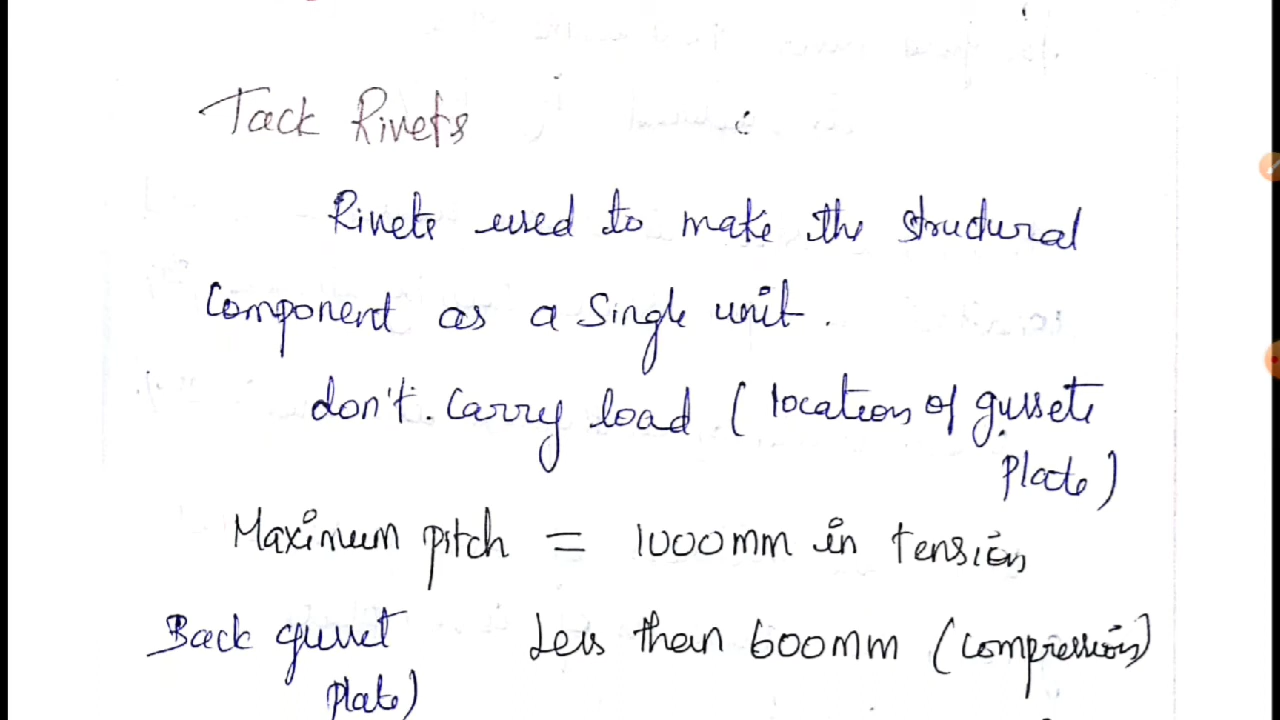 Tack Rivets
Rivets used to make the structural
component as a single unit.
don't carry load (location of gusset
plate)
Maximum pitch = 1000mm in tension
Back gusset Less than 600mm (compression)
plate)